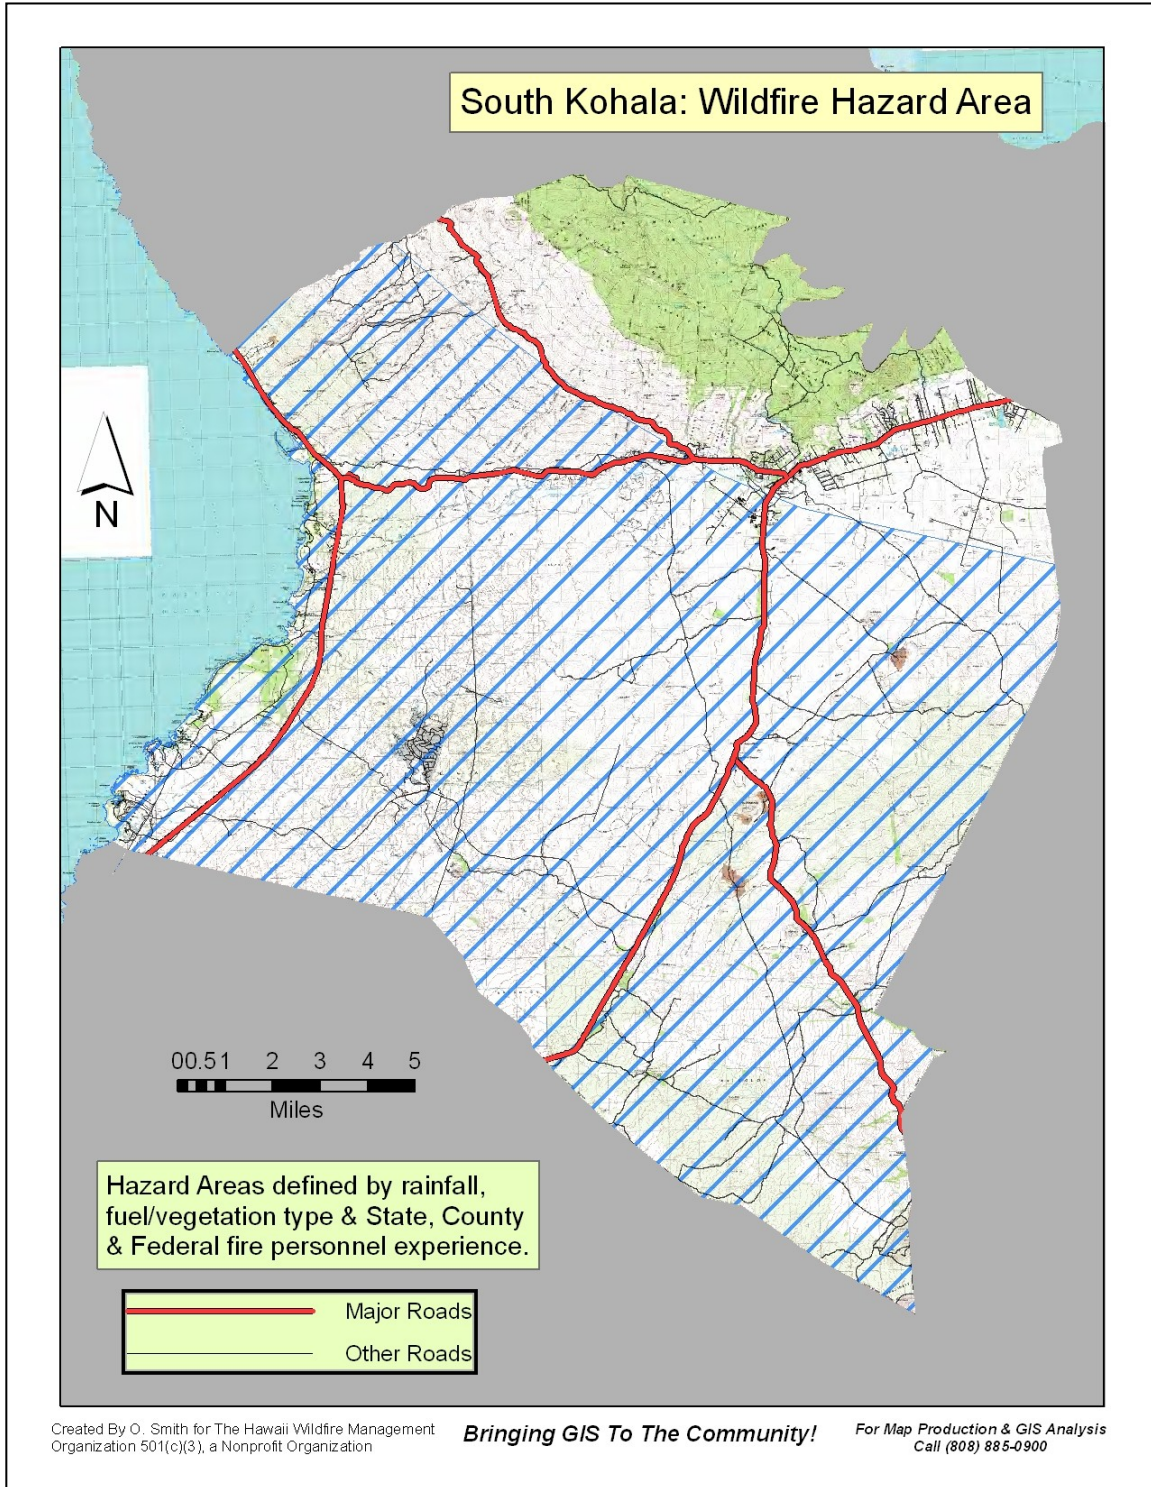 South Kohala: Wildfire Hazard Area
N
00.51 2 3 4 5
Miles
Hazard Areas defined by rainfall,
fuel/vegetation type & State, County
& Federal fire personnel experience.
Major Roads
Other Roads
Created By O. Smith for The Hawaii Wildfire Management
Organization 501(c)(3), a Nonprofit Organization
Bringing GIS To The Community!
For Map Production & GIS Analysis
Call (808) 885-0900